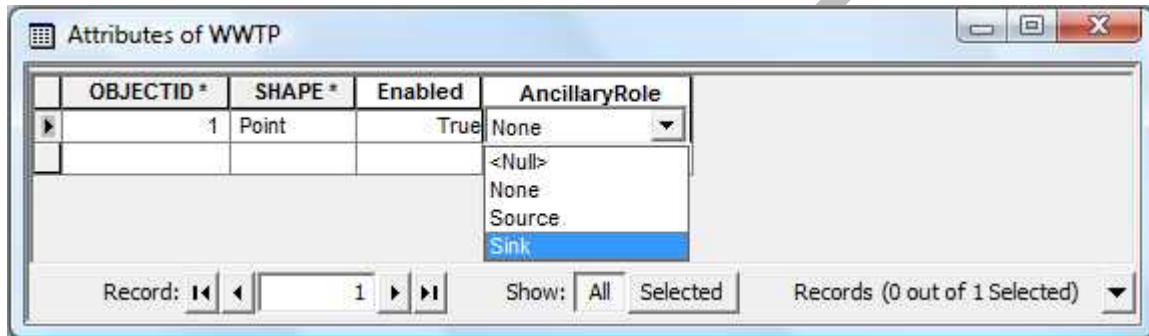 Attributes of WWTP
OBJECTID * SHAPE * Enabled AncillaryRole
1 Point True None
<Null>
None
Source
Sink
Record: 1 Show: All Selected Records (0 out of 1 Selected)